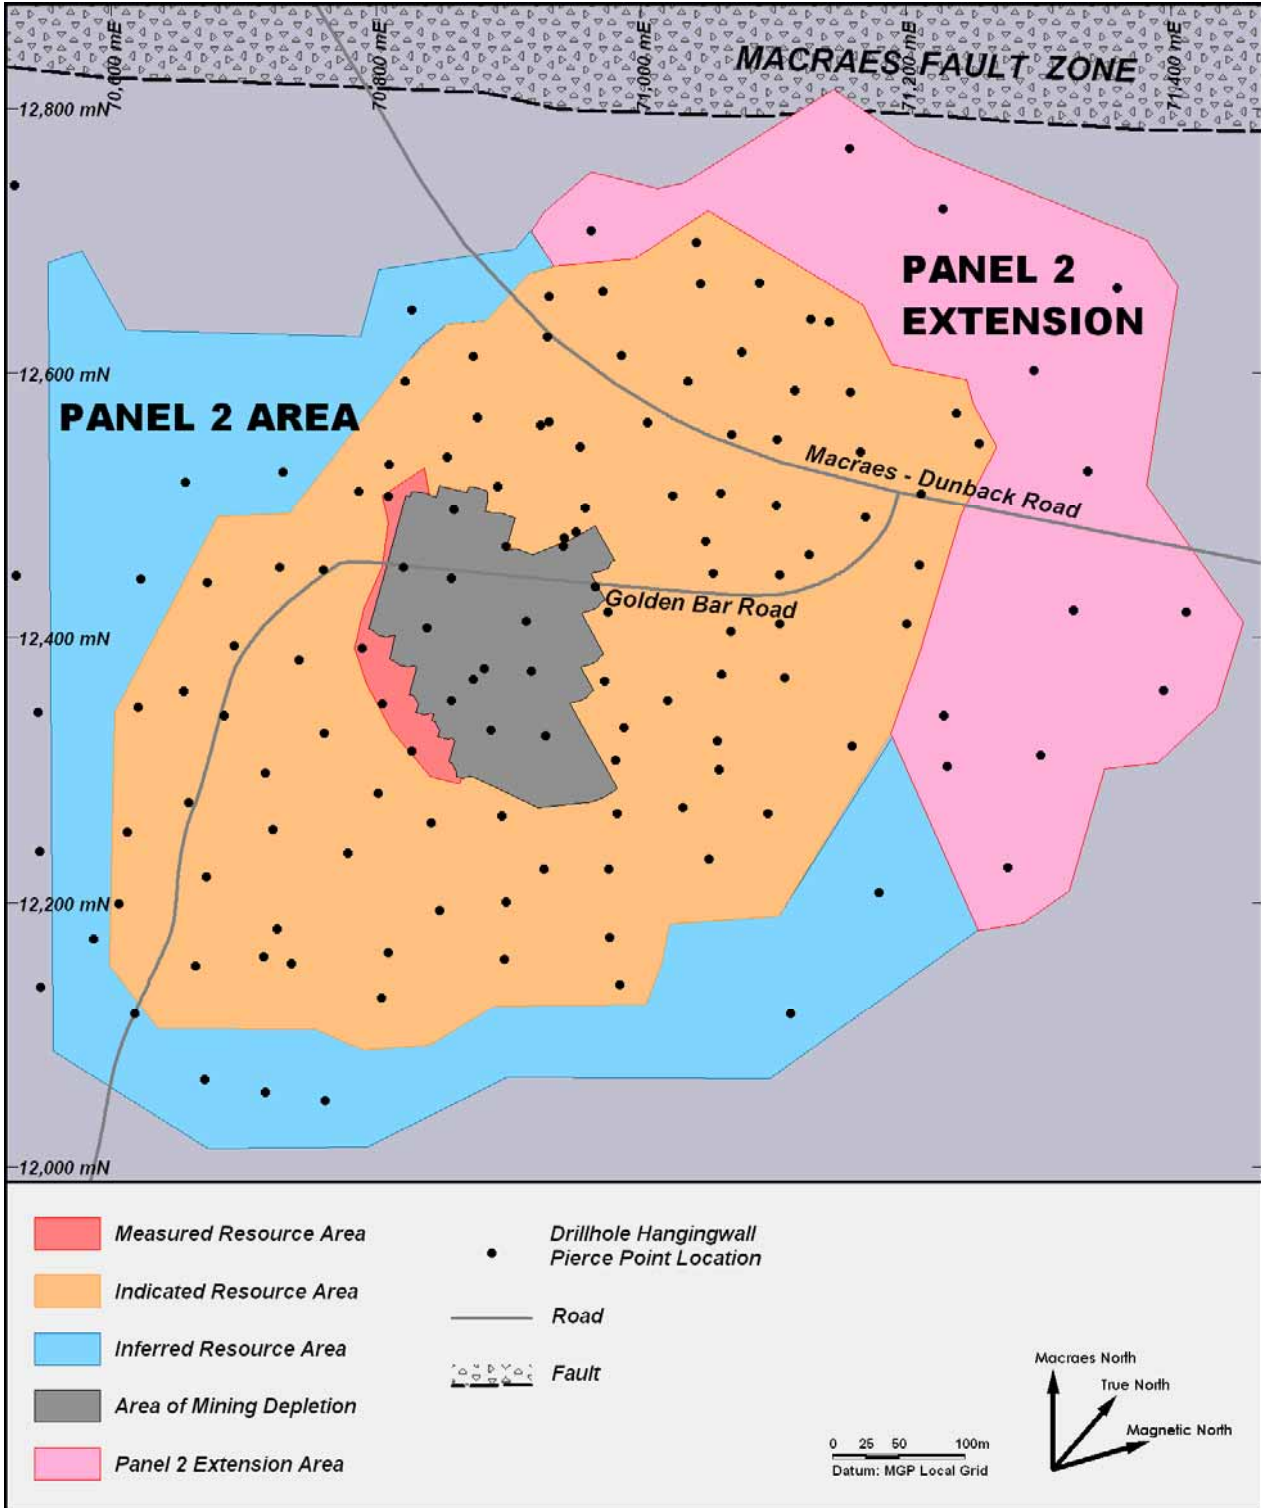 70,600 mE
70,800 mE
71,000 mE
71,200 mE
71,400 mE
MACRAES FAULT ZONE
12,800 mN
PANEL 2
EXTENSION
12,600 mN
PANEL 2 AREA
Macraes - Dunback Road
Golden Bar Road
12,400 mN
12,200 mN
12,000 mN
Measured Resource Area
Indicated Resource Area
Inferred Resource Area
Area of Mining Depletion
Panel 2 Extension Area
Drillhole Hangingwall
Pierce Point Location
Road
Fault
0 25 50 100m
Datum: MGP Local Grid
Macraes North
True North
Magnetic North